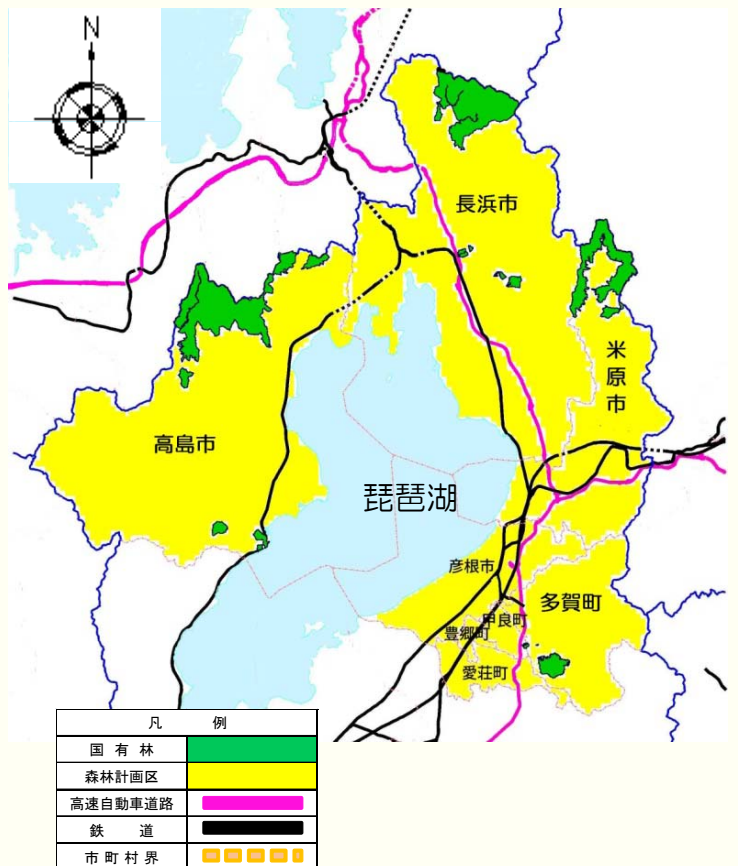 N
長浜市
米原市
高島市
琵琶湖
彦根市
多賀町
甲良町
豊郷町
愛荘町
凡 例
国 有 林
森林計画区
高速自動車道路
鉄 道
市 町 村 界